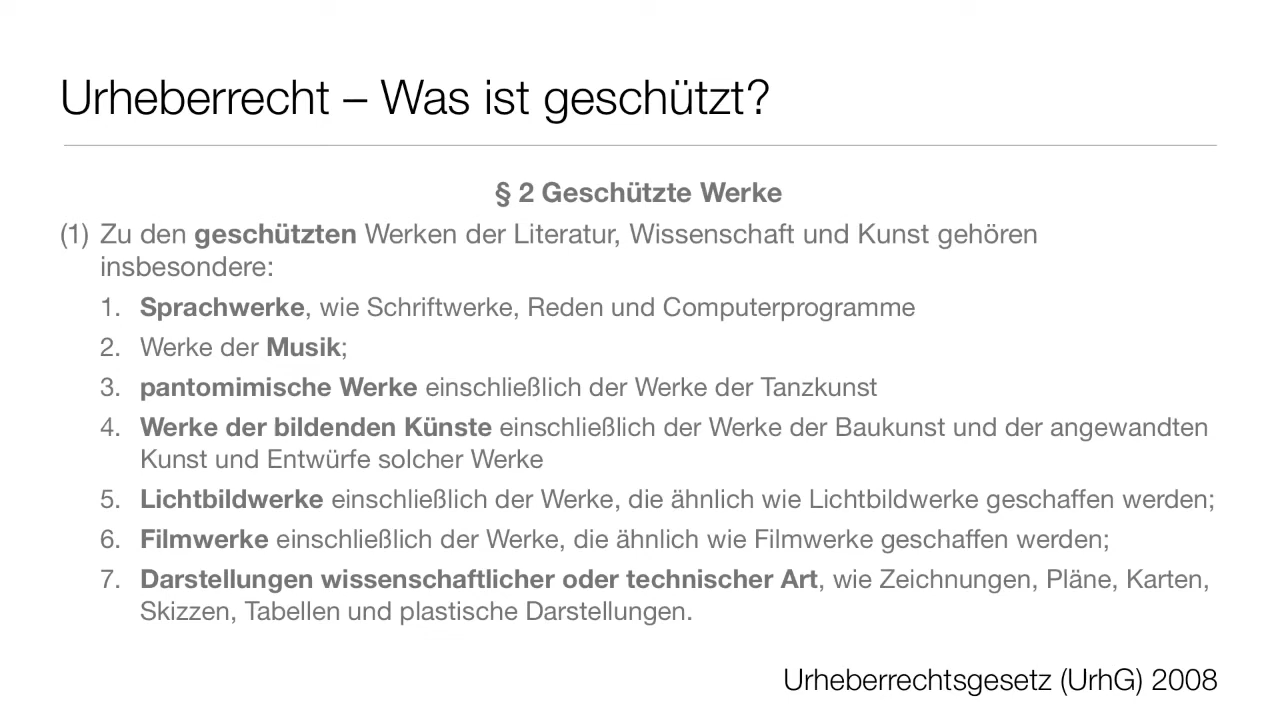 Urheberrecht – Was ist geschützt?
§ 2 Geschützte Werke
(1) Zu den geschützten Werken der Literatur, Wissenschaft und Kunst gehören
insbesondere:
1. Sprachwerke, wie Schriftwerke, Reden und Computerprogramme
2. Werke der Musik;
3. pantomimische Werke einschließlich der Werke der Tanzkunst
4. Werke der bildenden Künste einschließlich der Werke der Baukunst und der angewandten
Kunst und Entwürfe solcher Werke
5. Lichtbildwerke einschließlich der Werke, die ähnlich wie Lichtbildwerke geschaffen werden;
6. Filmwerke einschließlich der Werke, die ähnlich wie Filmwerke geschaffen werden;
7. Darstellungen wissenschaftlicher oder technischer Art, wie Zeichnungen, Pläne, Karten,
Skizzen, Tabellen und plastische Darstellungen.
Urheberrechtsgesetz (UrhG) 2008